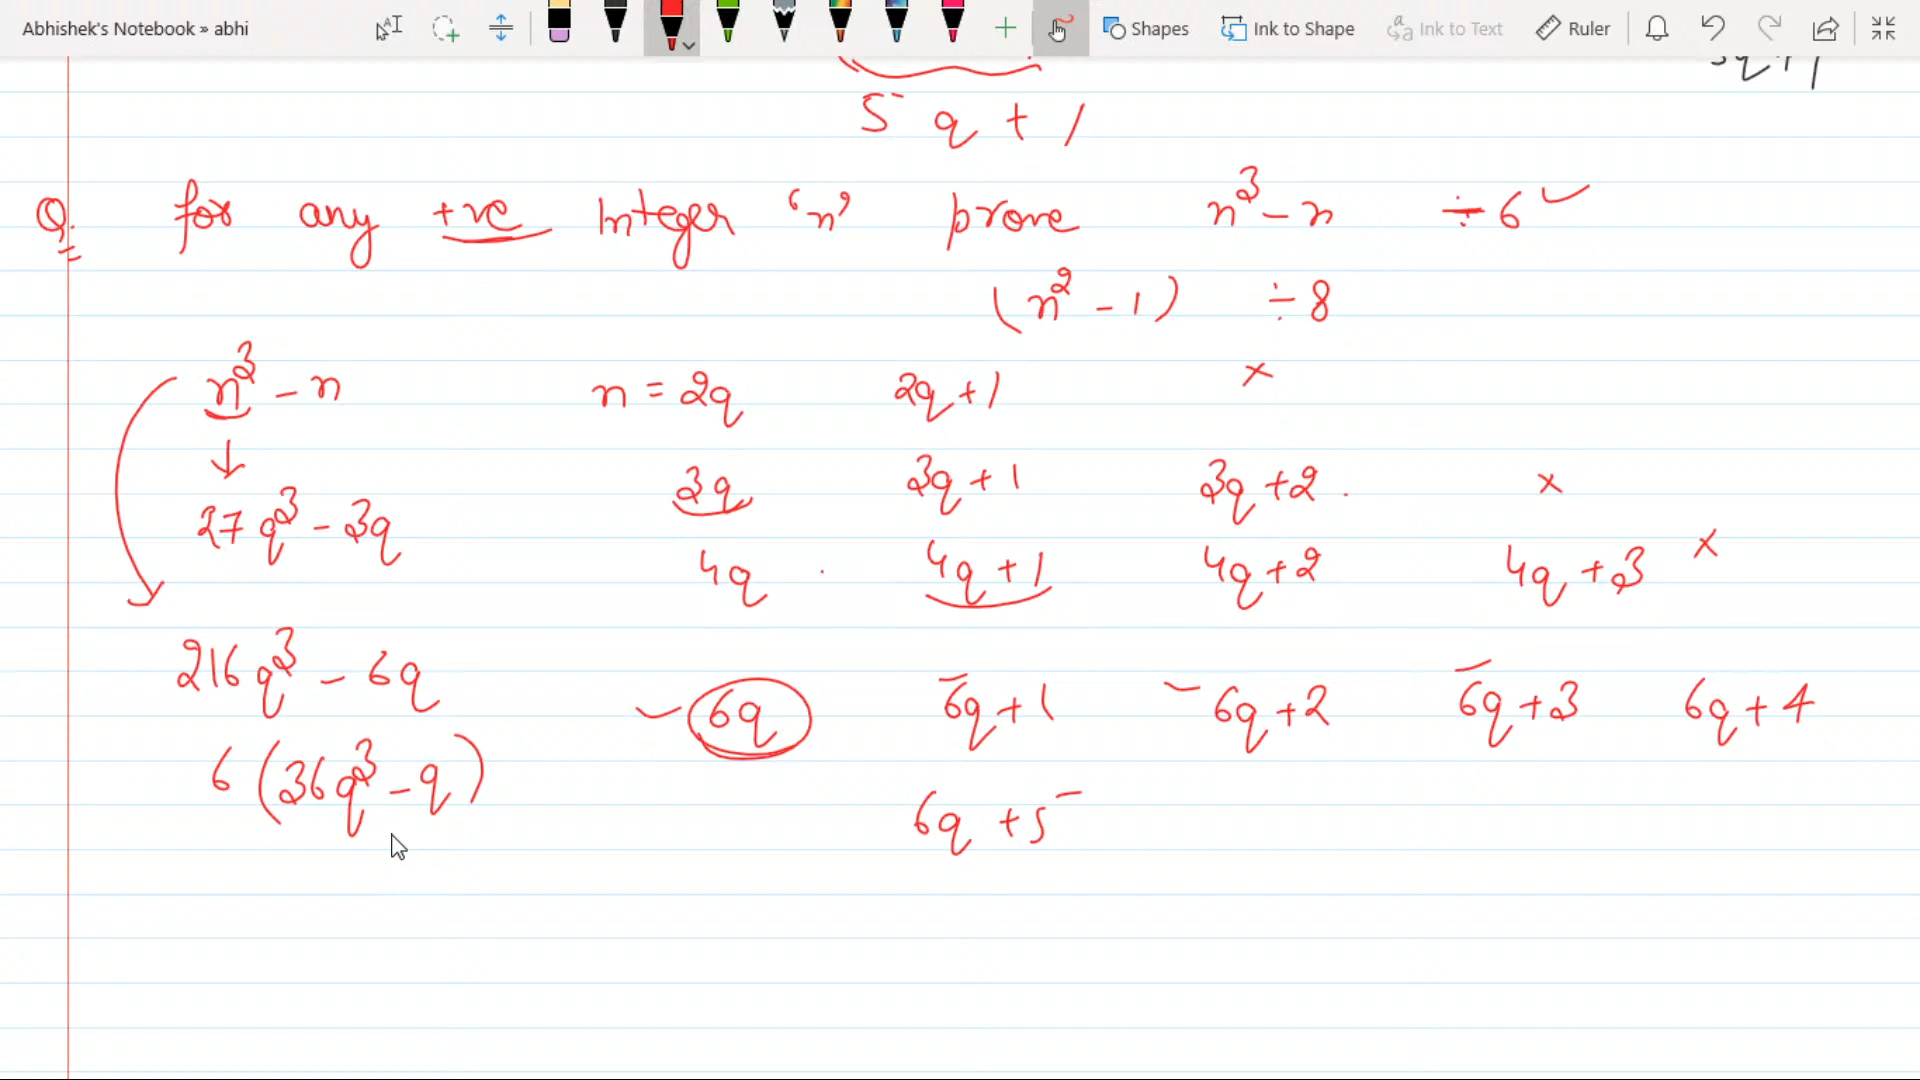 Abhishek's Notebook » abhi
Shapes
Ink to Shape
Ink to Text
Ruler
5 q + 1
Q. for any +ve Integer 'n' prove n³ - n ÷ 6 ✓
(n² - 1) ÷ 8
n³ - n n = 2q 2q + 1 ×
↓ 3q 3q + 1 3q + 2 . ×
27q³ - 3q 4q . 4q + 1 4q + 2 4q + 3 ×
216q³ - 6q 6q 6q + 1 6q + 2 6q + 3 6q + 4
6 (36q³ - q) 6q + 5